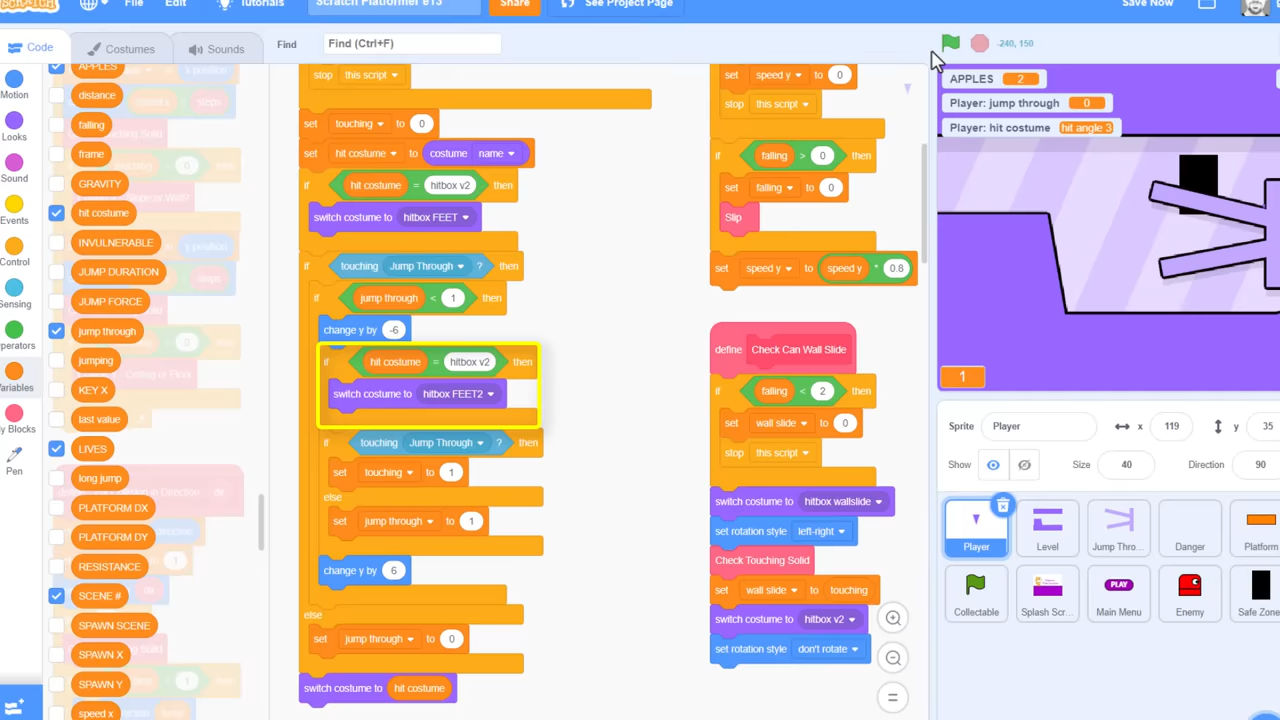 SCRATCH
File
Edit
Tutorials
Scratch Platformer e13
Share
See Project Page
Save Now
Code
Costumes
Sounds
Find
Find (Ctrl+F)
-240, 150
Motion
Looks
Sound
Events
Control
Sensing
Operators
Variables
My Blocks
Pen
APPLES
distance
falling
frame
GRAVITY
hit costume
INVULNERABLE
JUMP DURATION
JUMP FORCE
jump through
jumping
KEY X
last value
LIVES
long jump
PLATFORM DX
PLATFORM DY
RESISTANCE
SCENE #
SPAWN SCENE
SPAWN X
SPAWN Y
speed x
stop this script
set touching to 0
set hit costume to costume name
if hit costume = hitbox v2 then
switch costume to hitbox FEET
if touching Jump Through ? then
if jump through < 1 then
change y by -6
if hit costume = hitbox v2 then
switch costume to hitbox FEET2
if touching Jump Through ? then
set touching to 1
else
set jump through to 1
change y by 6
else
set jump through to 0
switch costume to hit costume
set speed y to 0
stop this script
if falling > 0 then
set falling to 0
Slip
set speed y to speed y * 0.8
define Check Can Wall Slide
if falling < 2 then
set wall slide to 0
stop this script
switch costume to hitbox wallslide
set rotation style left-right
Check Touching Solid
set wall slide to touching
switch costume to hitbox v2
set rotation style don't rotate
APPLES 2
Player: jump through 0
Player: hit costume hit angle 3
1
Sprite Player x 119 y 35
Show Size 40 Direction 90
Player
Level
Jump Thro...
Danger
Platform
Collectable
Splash Scr...
PLAY
Main Menu
Enemy
Safe Zone